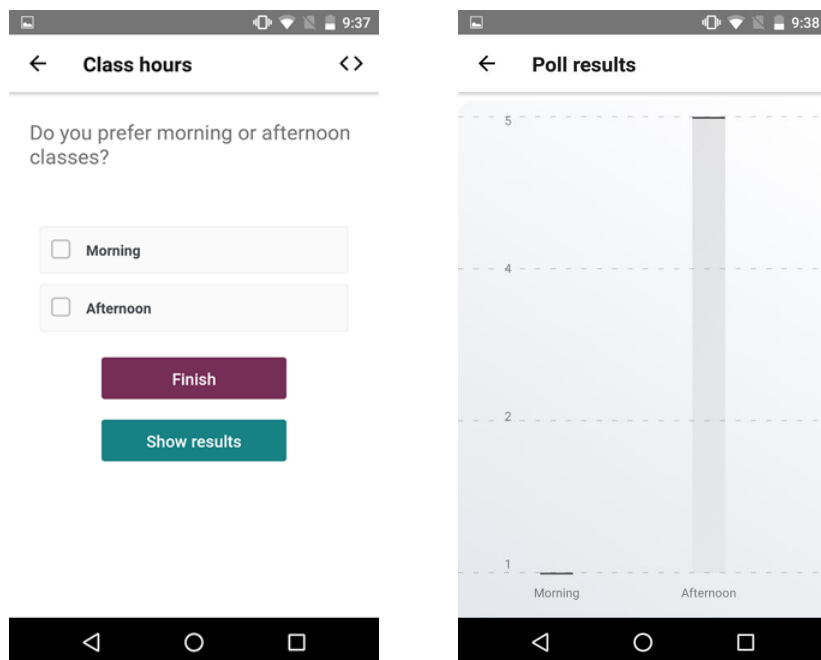 9:37
Class hours
Do you prefer morning or afternoon
classes?
Morning
Afternoon
Finish
Show results
9:38
Poll results
5
4
2
1
Morning
Afternoon